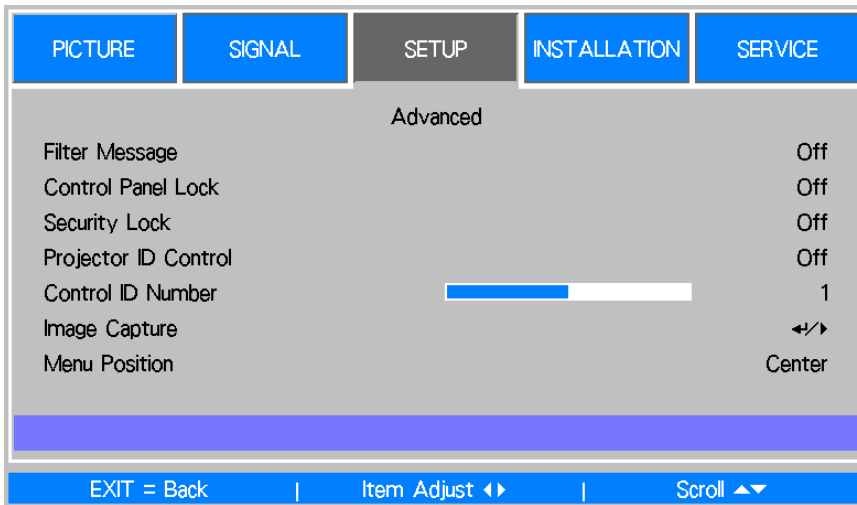 PICTURE SIGNAL SETUP INSTALLATION SERVICE
Advanced
Filter Message Off
Control Panel Lock Off
Security Lock Off
Projector ID Control Off
Control ID Number 1
Image Capture
Menu Position Center
EXIT = Back | Item Adjust | Scroll